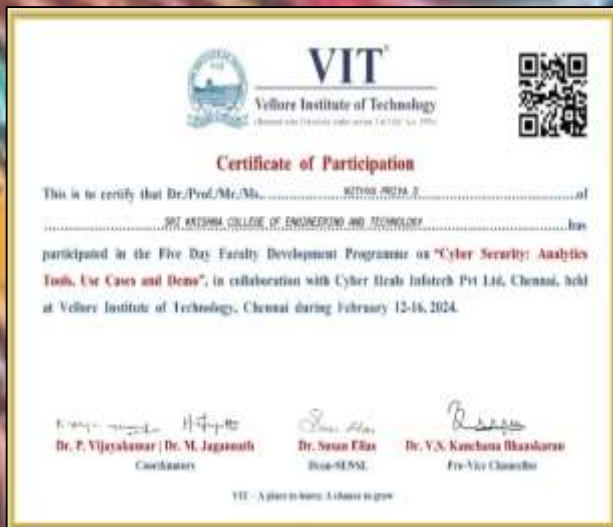 VIT
Vellore Institute of Technology
Certificate of Participation
This is to certify that Dr./Prof./Mr./Ms. NITHYA PRIYA S of
SRI KRISHNA COLLEGE OF ENGINEERING AND TECHNOLOGY has
participated in the Five Day Faculty Development Programme on "Cyber Security: Analytics
Tools, Use Cases and Demo", in collaboration with Cyber Heals Infotech Pvt Ltd, Chennai, held
at Vellore Institute of Technology, Chennai during February 12-16, 2024.
Dr. P. Vijayakumar | Dr. M. Jagannath Dr. Susan Elias Dr. V.S. Kanchana Bhaaskaran
Coordinators Dean-SENSE Pro-Vice Chancellor
VIT - A place to learn; A chance to grow